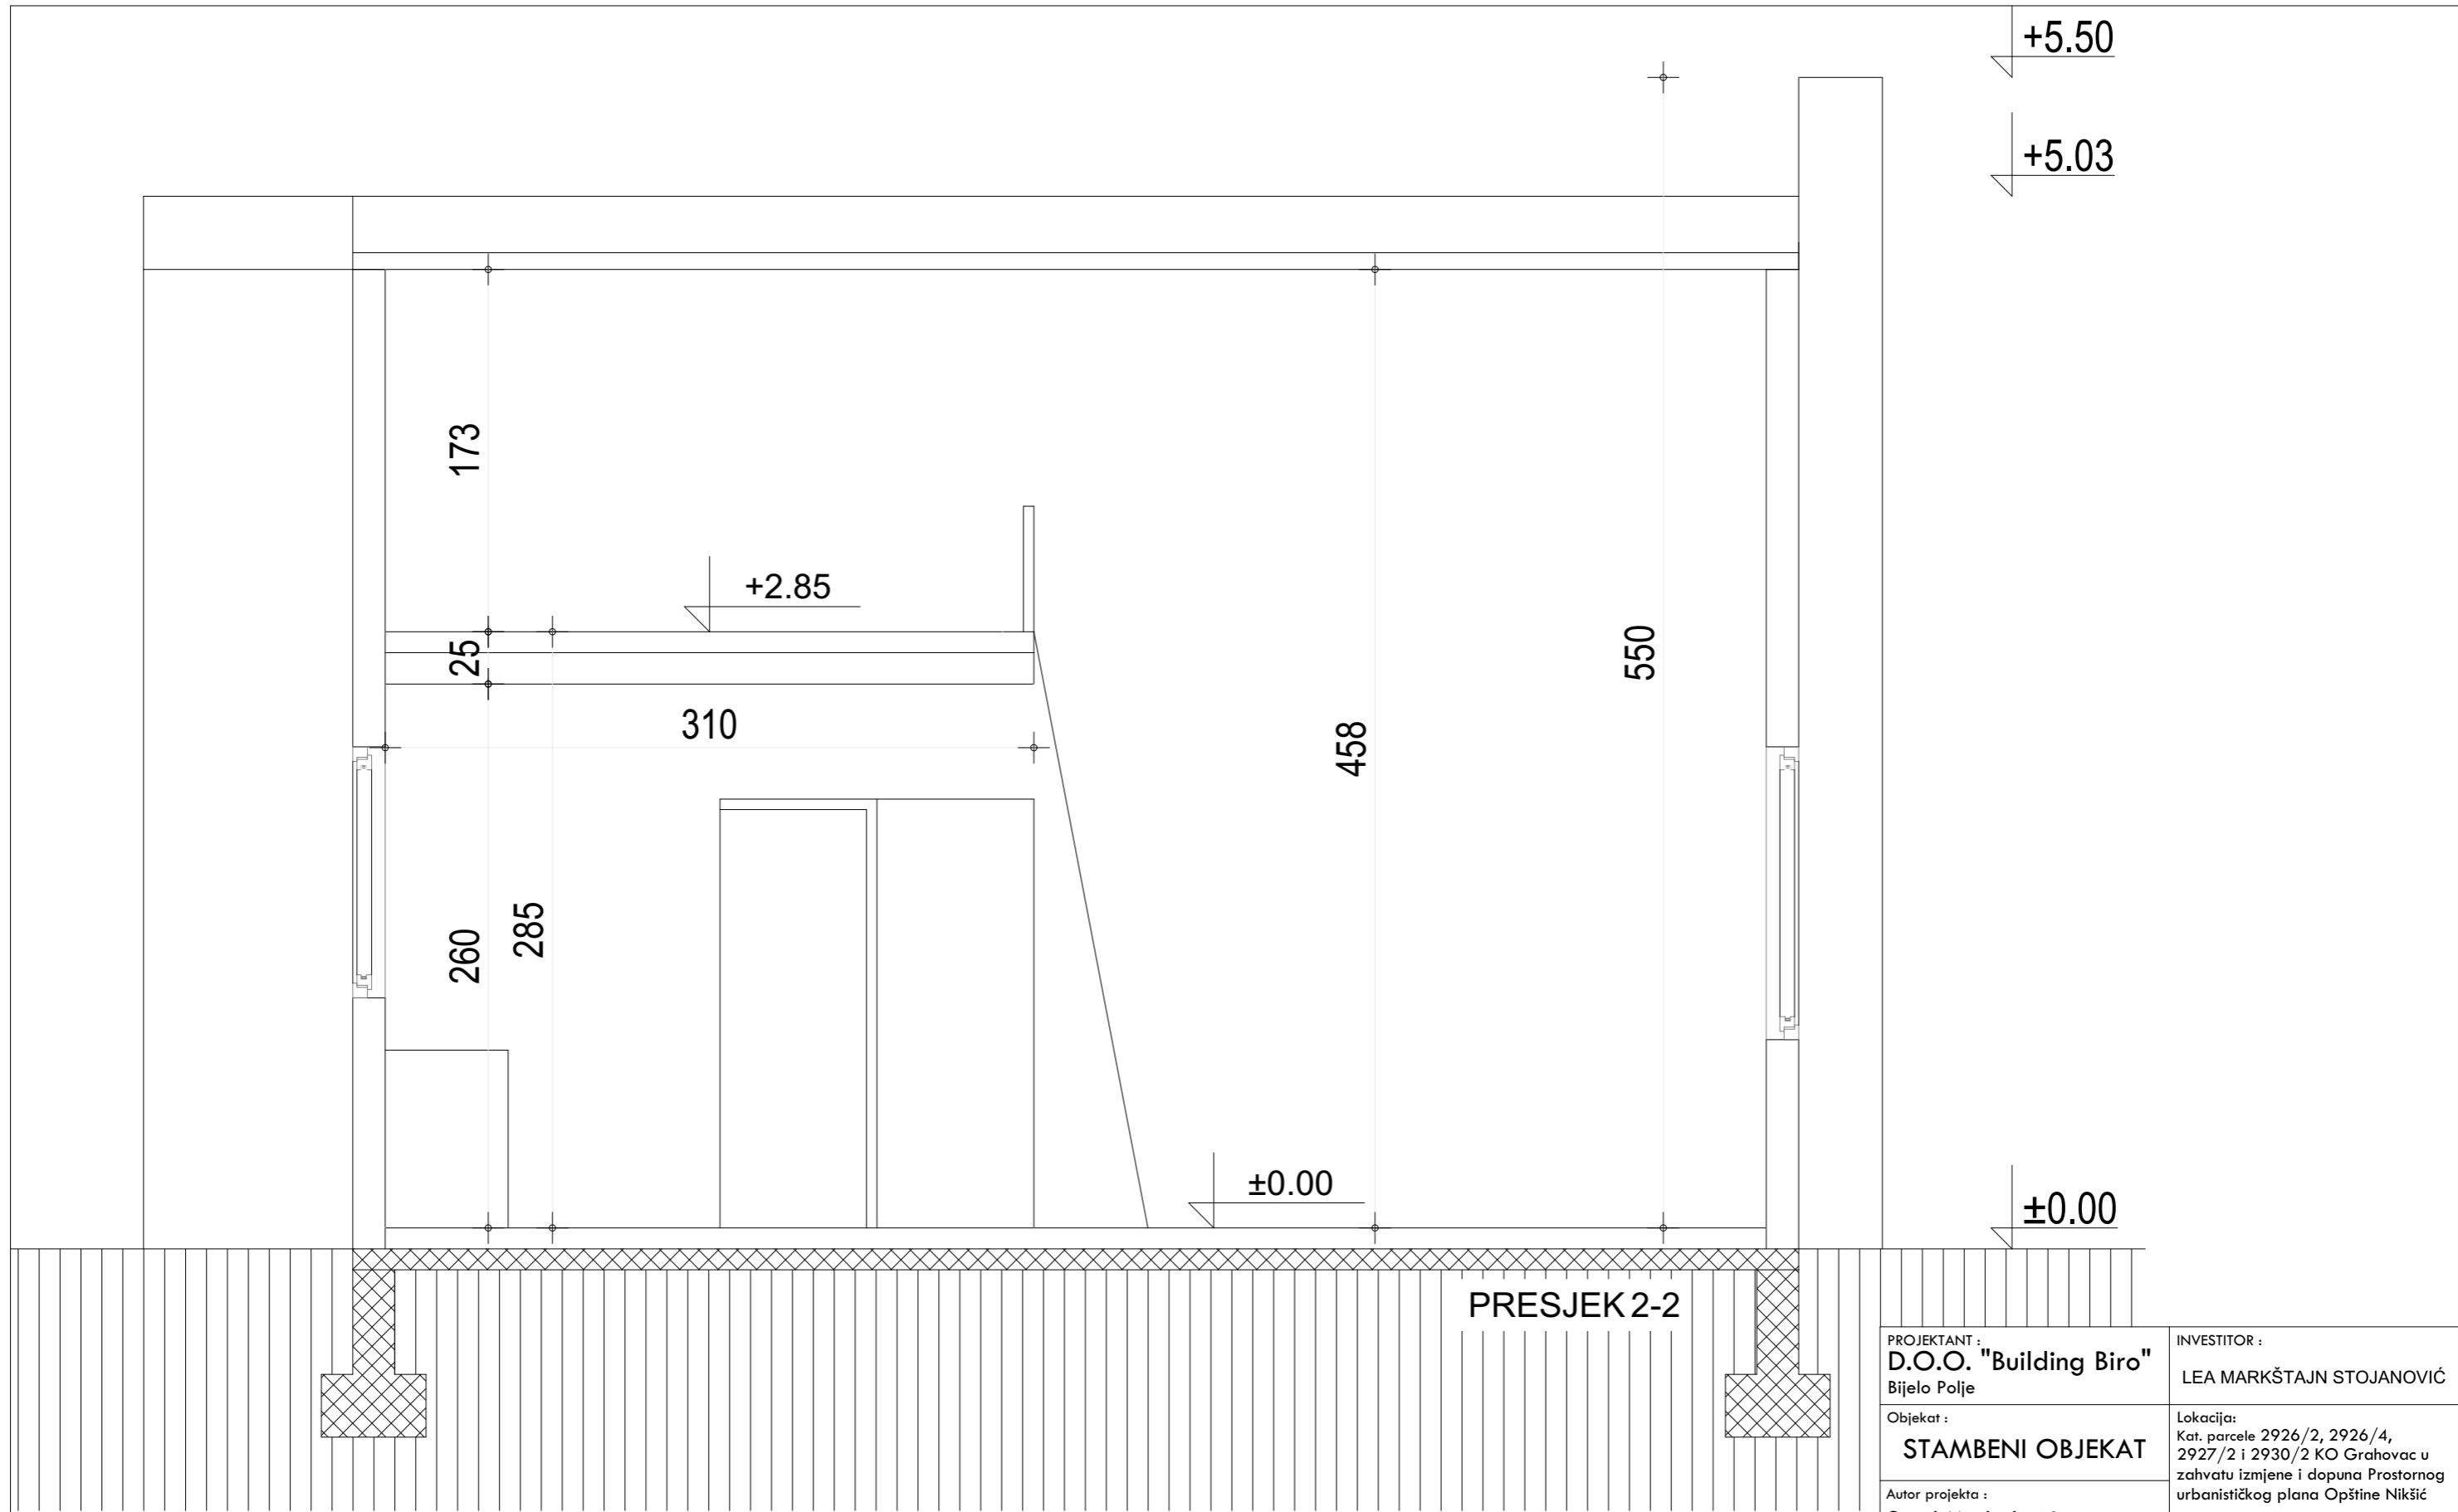 +5.50
+5.03
173
+2.85
25
550
310
458
260
285
±0.00
±0.00
PRESJEK 2-2
PROJEKTANT :
D.O.O. "Building Biro"
Bijelo Polje
INVESTITOR :
LEA MARKŠTAJN STOJANOVIĆ
Objekat :
STAMBENI OBJEKAT
Lokacija:
Kat. parcele 2926/2, 2926/4,
2927/2 i 2930/2 KO Grahovac u
zahvatu izmjene i dopuna Prostornog
urbanističkog plana Opštine Nikšić
Autor projekta :